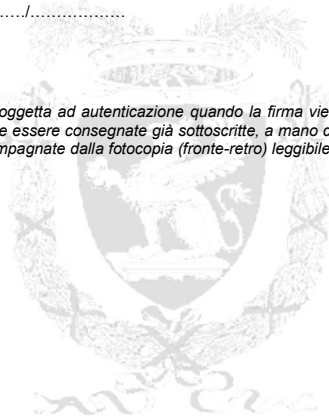 …../………………
oggetta ad autenticazione quando la firma vie
e essere consegnate già sottoscritte, a mano d
mpagnate dalla fotocopia (fronte-retro) leggibile